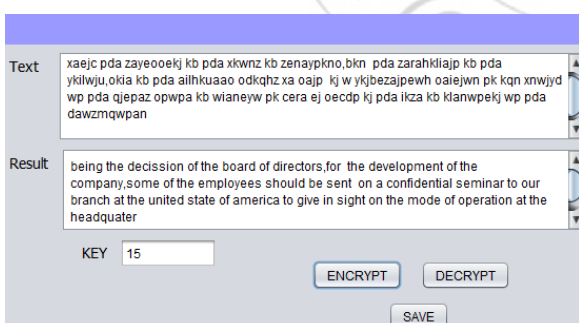 Text
xaejc pda zayeooekj kb pda xkwnz kb zenaypkno,bkn  pda zarahkliajp kb pda
ykilwju,okia kb pda ailhkuaao odkqhz xa oajp  kj w ykjbezajpewh oaiejwn pk kqn xnwjyd
wp pda qjepaz opwpa kb wianeyw pk cera ej oecdp kj pda ikza kb klanwpekj wp pda
dawzmqwpan
Result
being the decission of the board of directors,for  the development of the
company,some of the employees should be sent  on a confidential seminar to our
branch at the united state of america to give in sight on the mode of operation at the
headquater
KEY 15
ENCRYPT DECRYPT
SAVE